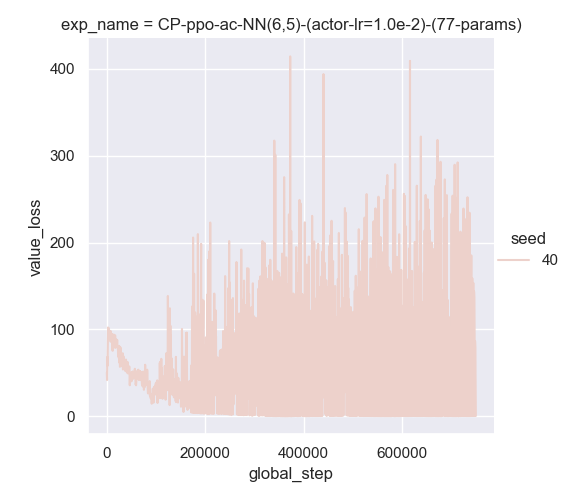 exp_name = CP-ppo-ac-NN(6,5)-(actor-lr=1.0e-2)-(77-params)
400
300
200
100
0
value_loss
0
200000
400000
600000
global_step
seed
40